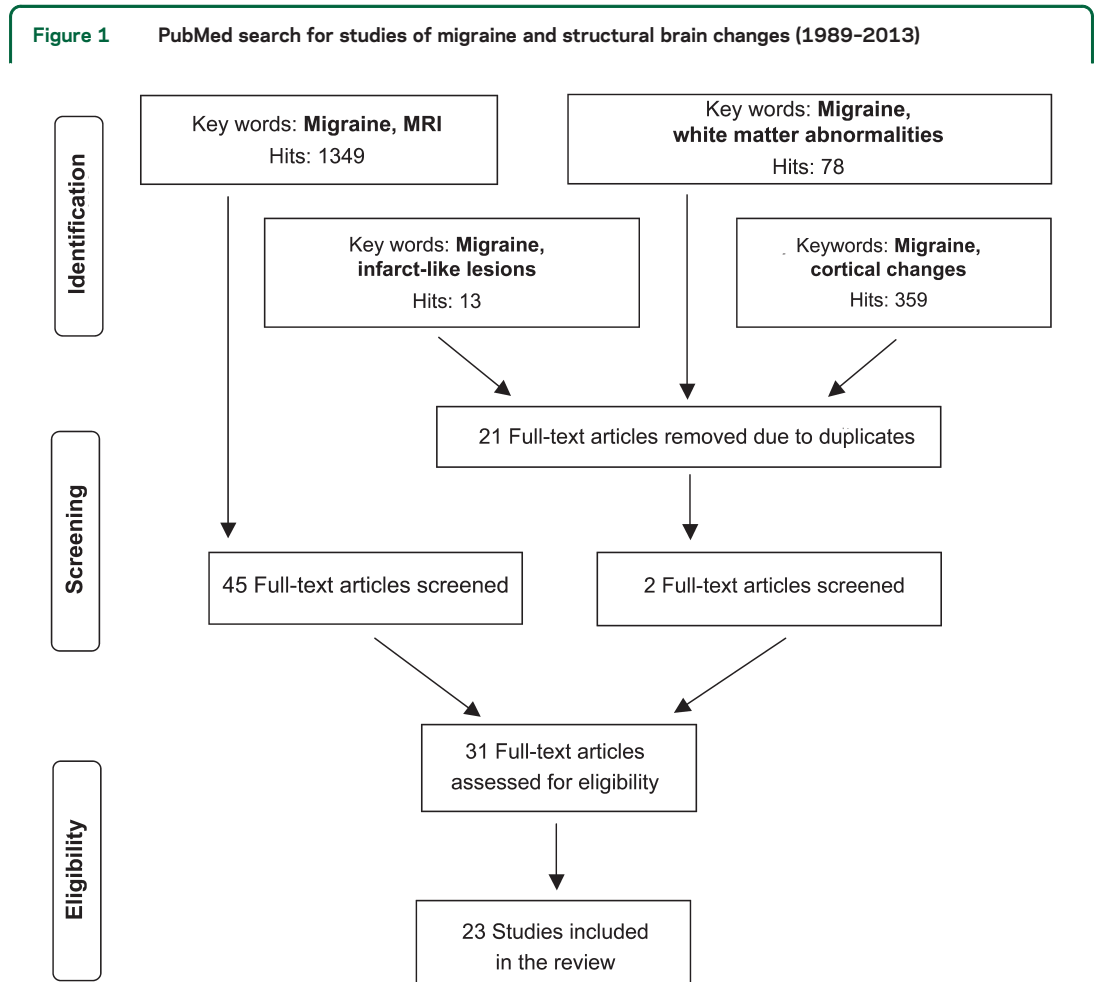 Figure 1 PubMed search for studies of migraine and structural brain changes (1989-2013)
Identification
Key words: Migraine, MRI
Hits: 1349
Key words: Migraine,
white matter abnormalities
Hits: 78
Key words: Migraine,
infarct-like lesions
Hits: 13
Keywords: Migraine,
cortical changes
Hits: 359
21 Full-text articles removed due to duplicates
Screening
45 Full-text articles screened
2 Full-text articles screened
31 Full-text articles
assessed for eligibility
Eligibility
23 Studies included
in the review